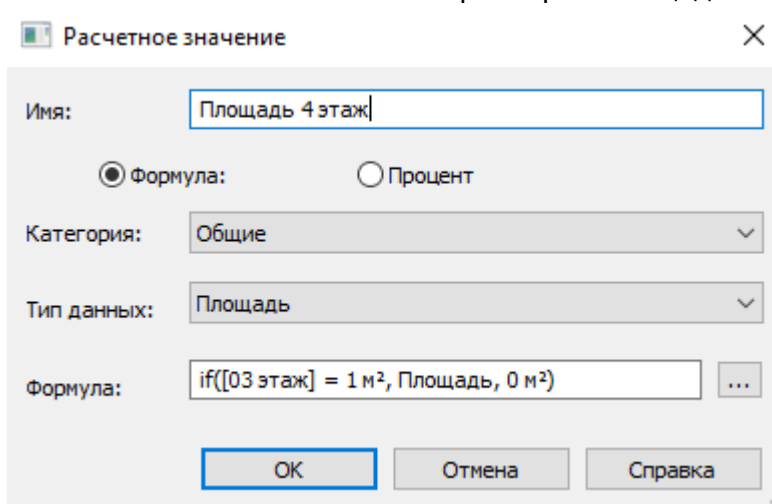 Расчетное значение
Имя: Площадь 4 этаж
Формула: Процент
Категория: Общие
Тип данных: Площадь
Формула: if([03 этаж] = 1 м², Площадь, 0 м²) ...
ОК Отмена Справка